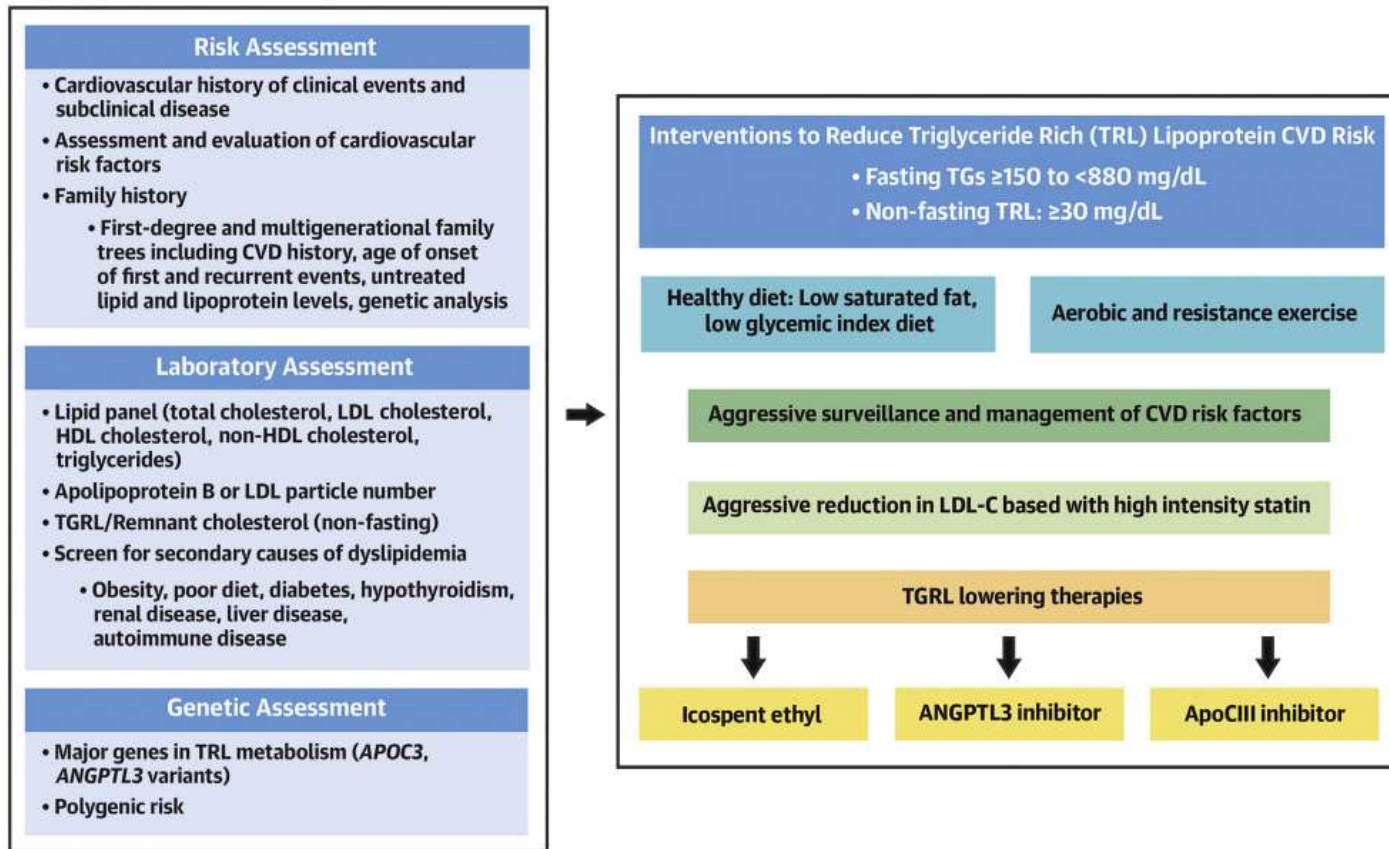 Risk Assessment
• Cardiovascular history of clinical events and
subclinical disease
• Assessment and evaluation of cardiovascular
risk factors
• Family history
• First-degree and multigenerational family
trees including CVD history, age of onset
of first and recurrent events, untreated
lipid and lipoprotein levels, genetic analysis
Laboratory Assessment
• Lipid panel (total cholesterol, LDL cholesterol,
HDL cholesterol, non-HDL cholesterol,
triglycerides)
• Apolipoprotein B or LDL particle number
• TGRL/Remnant cholesterol (non-fasting)
• Screen for secondary causes of dyslipidemia
• Obesity, poor diet, diabetes, hypothyroidism,
renal disease, liver disease,
autoimmune disease
Genetic Assessment
• Major genes in TRL metabolism (APOC3,
ANGPTL3 variants)
• Polygenic risk
Interventions to Reduce Triglyceride Rich (TRL) Lipoprotein CVD Risk
• Fasting TGs ≥150 to <880 mg/dL
• Non-fasting TRL: ≥30 mg/dL
Healthy diet: Low saturated fat,
low glycemic index diet
Aerobic and resistance exercise
Aggressive surveillance and management of CVD risk factors
Aggressive reduction in LDL-C based with high intensity statin
TGRL lowering therapies
Icospent ethyl
ANGPTL3 inhibitor
ApoCIII inhibitor